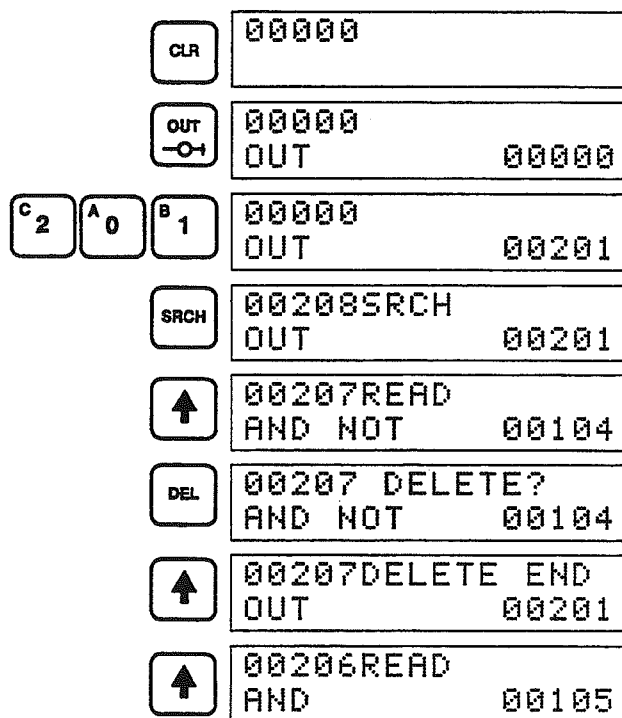 CLR
00000
OUT
00000
OUT 00000
C 2 A 0 B 1
00000
OUT 00201
SRCH
00208SRCH
OUT 00201
00207READ
AND NOT 00104
DEL
00207 DELETE?
AND NOT 00104
00207DELETE END
OUT 00201
00206READ
AND 00105